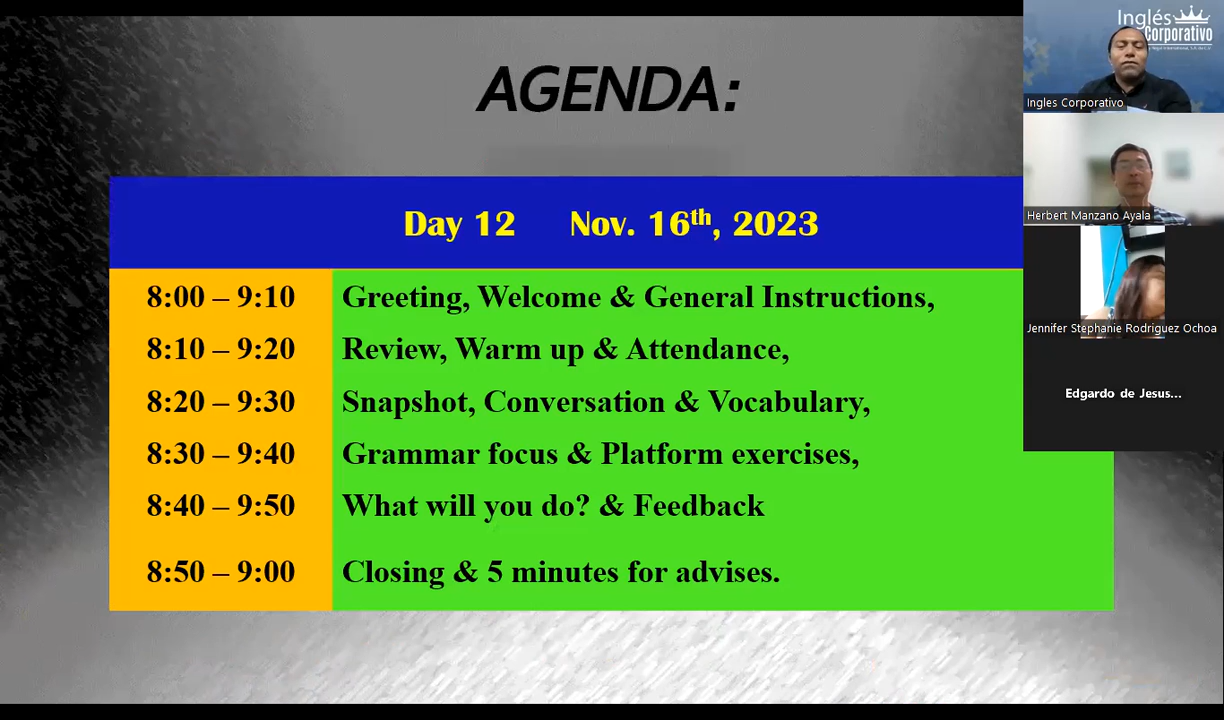 AGENDA:
Day 12 Nov. 16th, 2023
8:00 – 9:10 Greeting, Welcome & General Instructions,
8:10 – 9:20 Review, Warm up & Attendance,
8:20 – 9:30 Snapshot, Conversation & Vocabulary,
8:30 – 9:40 Grammar focus & Platform exercises,
8:40 – 9:50 What will you do? & Feedback
8:50 – 9:00 Closing & 5 minutes for advises.
Inglés
Corporativo
Ingles Corporativo
Herbert Manzano Ayala
Jennifer Stephanie Rodriguez Ochoa
Edgardo de Jesus...